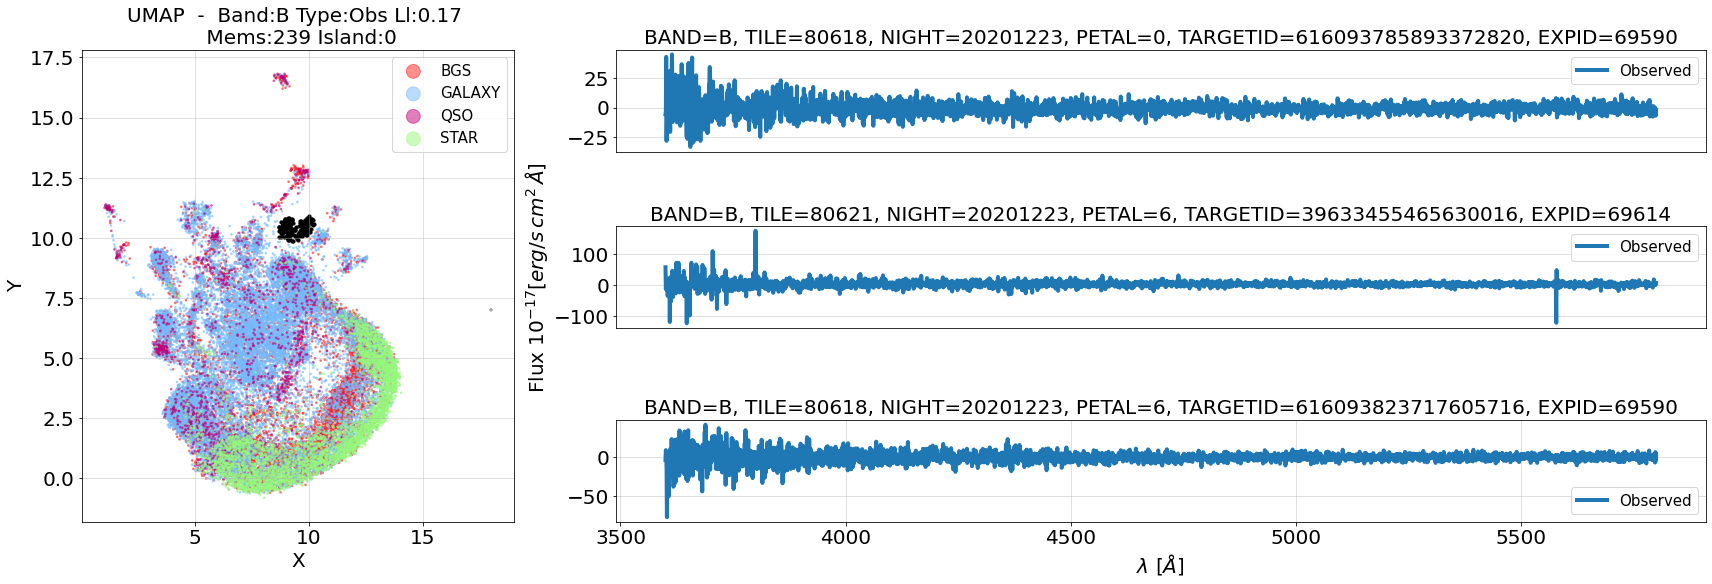 UMAP  -  Band:B Type:Obs Ll:0.17
Mems:239 Island:0
17.5
15.0
12.5
10.0
7.5
5.0
2.5
0.0
Y
5
10
15
X
BGS
GALAXY
QSO
STAR
Flux 10^{-17}[erg/s cm^2 Å]
BAND=B, TILE=80618, NIGHT=20201223, PETAL=0, TARGETID=616093785893372820, EXPID=69590
25
0
−25
Observed
BAND=B, TILE=80621, NIGHT=20201223, PETAL=6, TARGETID=39633455465630016, EXPID=69614
100
0
−100
Observed
BAND=B, TILE=80618, NIGHT=20201223, PETAL=6, TARGETID=616093823717605716, EXPID=69590
0
−50
Observed
3500
4000
4500
5000
5500
λ [Å]